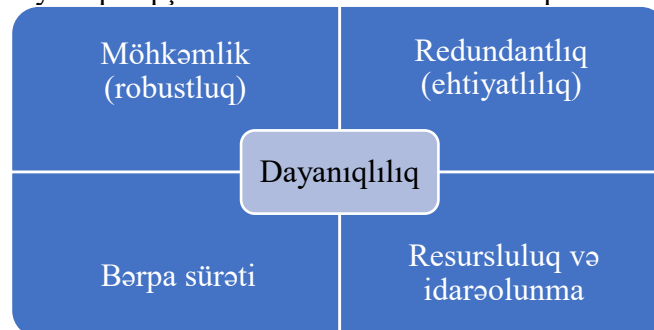 Möhkəmlik
(robustluq)
Redundantlıq
(ehtiyatlılıq)
Dayanıqlılıq
Bərpa sürəti
Resursluluq və
idarəolunma